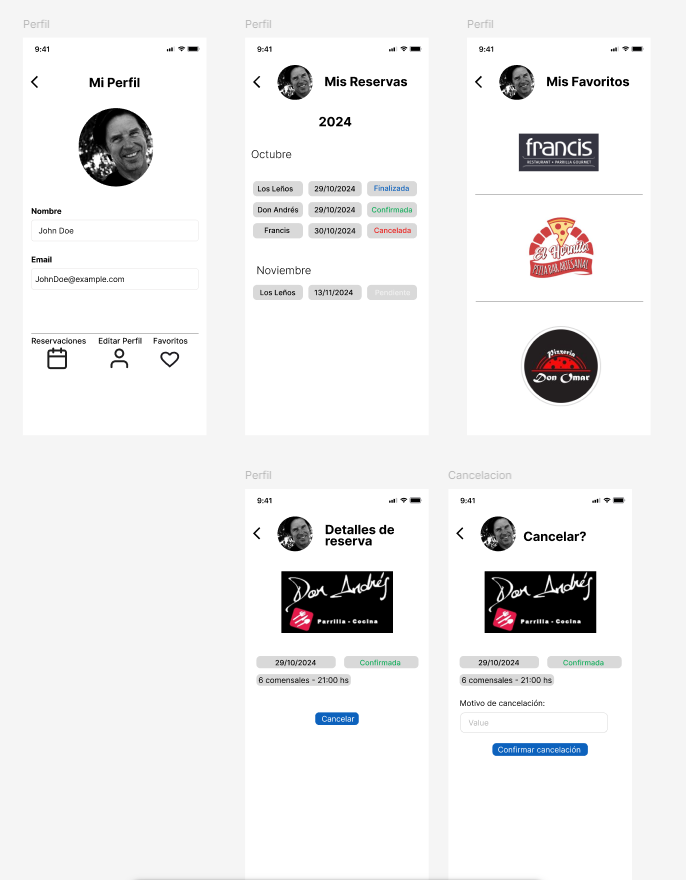 Perfil
9:41
Mi Perfil
Nombre
John Doe
Email
JohnDoe@example.com
Reservaciones Editar Perfil Favoritos
Perfil
9:41
Mis Reservas
2024
Octubre
Los Leños 29/10/2024 Finalizada
Don Andrés 29/10/2024 Confirmada
Francis 30/10/2024 Cancelada
Noviembre
Los Leños 13/11/2024 Pendiente
Perfil
9:41
Mis Favoritos
francis
RESTAURANT • PARRILLA GOURMET
El Hornito
PIZZA BAR ARTESANAL
Pizzeria
Don Omar
Perfil
9:41
Detalles de
reserva
Don Andrés
Parrilla - Cocina
29/10/2024 Confirmada
6 comensales - 21:00 hs
Cancelar
Cancelacion
9:41
Cancelar?
Don Andrés
Parrilla - Cocina
29/10/2024 Confirmada
6 comensales - 21:00 hs
Motivo de cancelación:
Value
Confirmar cancelación